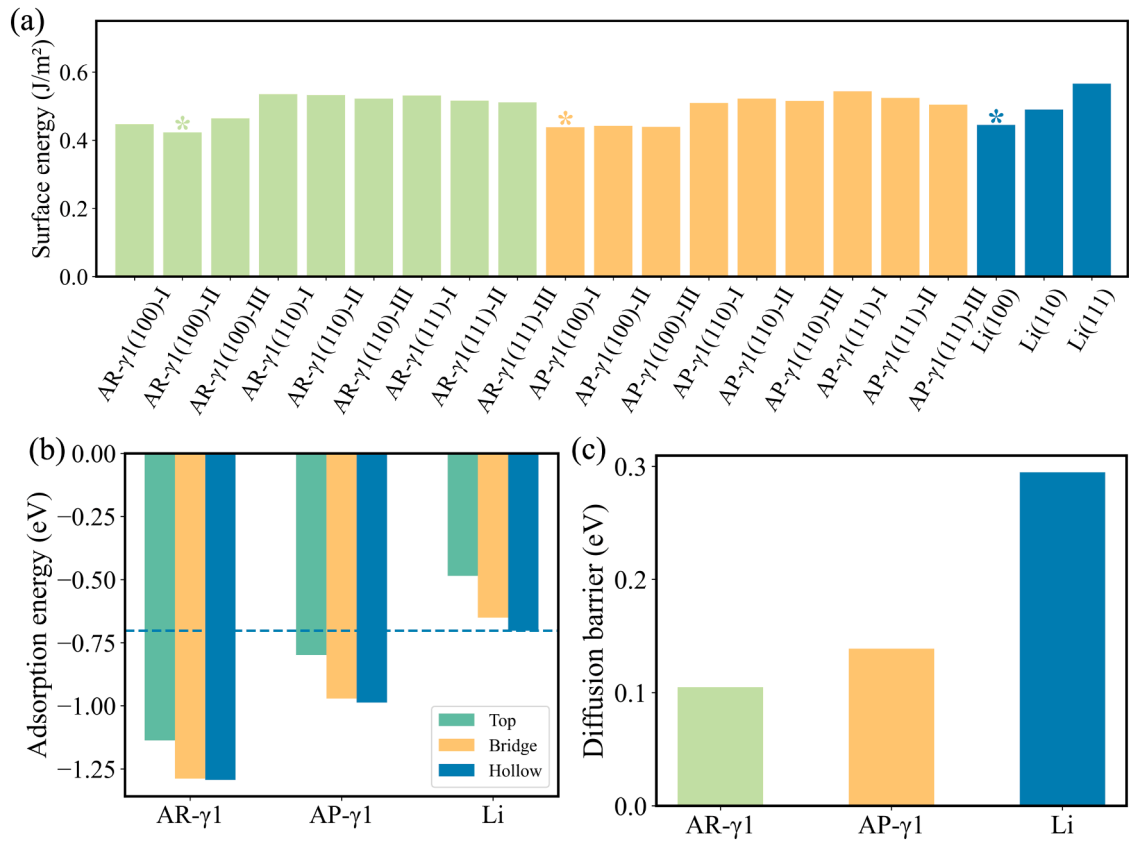 (a)
Surface energy (J/m²)
0.6
0.4
0.2
0.0
*
*
*
AR-γ1(100)-I
AR-γ1(100)-II
AR-γ1(100)-III
AR-γ1(110)-I
AR-γ1(110)-II
AR-γ1(110)-III
AR-γ1(111)-I
AR-γ1(111)-II
AR-γ1(111)-III
AP-γ1(100)-I
AP-γ1(100)-II
AP-γ1(100)-III
AP-γ1(110)-I
AP-γ1(110)-II
AP-γ1(110)-III
AP-γ1(111)-I
AP-γ1(111)-II
AP-γ1(111)-III
Li(100)
Li(110)
Li(111)
(b)
Adsorption energy (eV)
0.00
−0.25
−0.50
−0.75
−1.00
−1.25
Top
Bridge
Hollow
AR-γ1 AP-γ1 Li
(c)
Diffusion barrier (eV)
0.3
0.2
0.1
0.0
AR-γ1 AP-γ1 Li